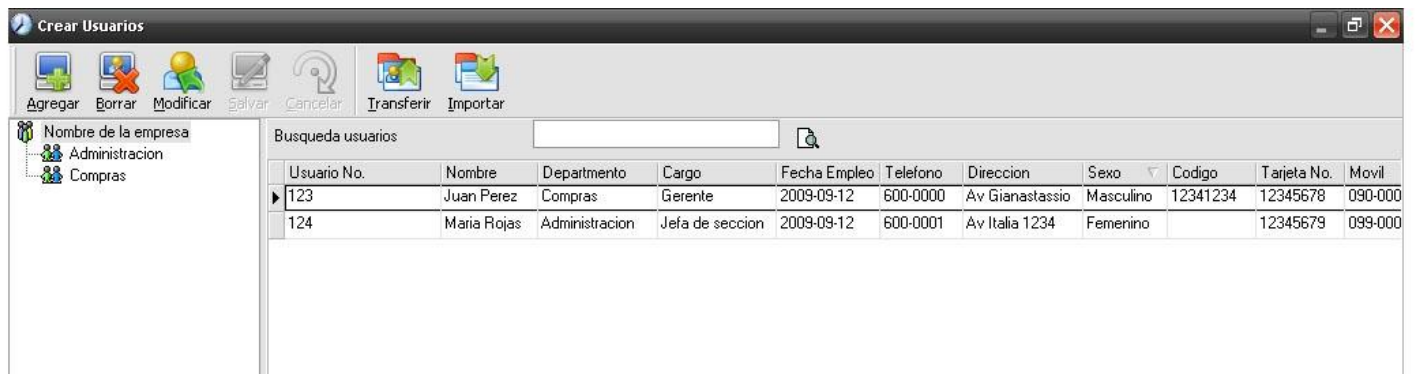 Crear Usuarios
Agregar Borrar Modificar Salvar Cancelar Transferir Importar
Nombre de la empresa
Administracion
Compras
Busqueda usuarios
Usuario No. Nombre Departmento Cargo Fecha Empleo Telefono Direccion Sexo Codigo Tarjeta No. Movil
123 Juan Perez Compras Gerente 2009-09-12 600-0000 Av Gianastassio Masculino 12341234 12345678 090-000
124 Maria Rojas Administracion Jefa de seccion 2009-09-12 600-0001 Av Italia 1234 Femenino 12345679 099-000